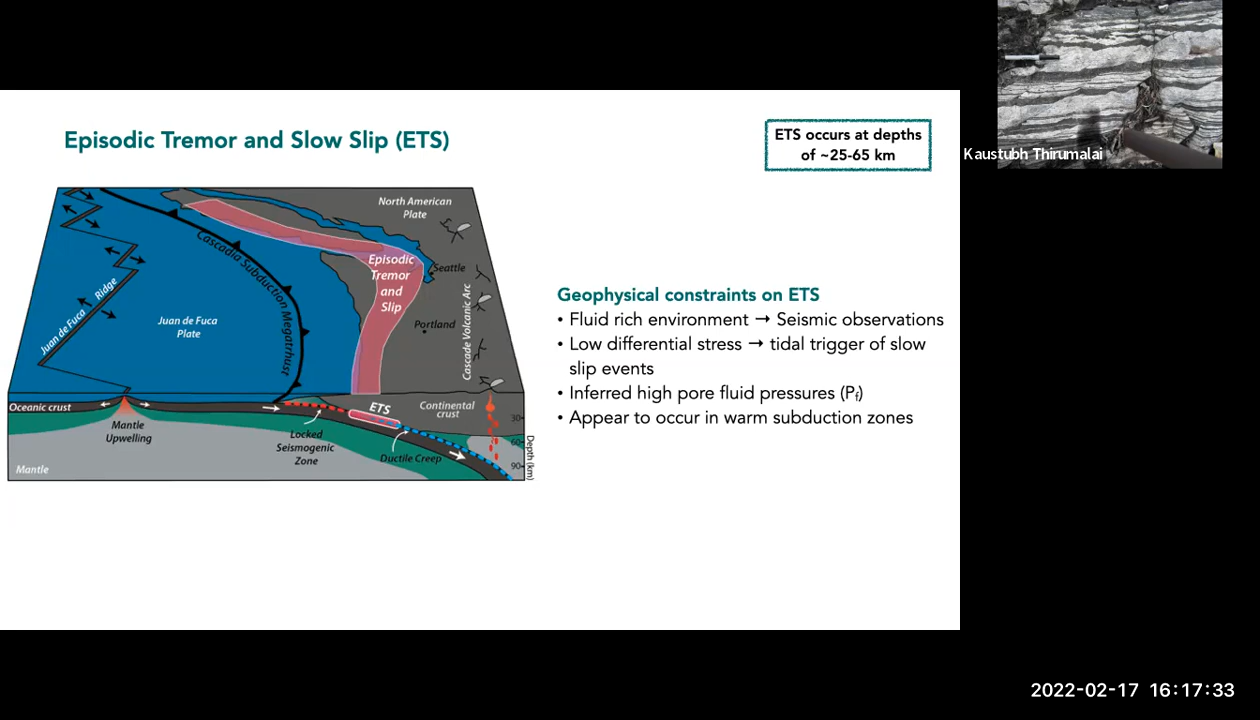 Episodic Tremor and Slow Slip (ETS)
ETS occurs at depths
of ~25-65 km
Kaustubh Thirumalai
North American
Plate
Cascadia Subduction Megathrust
Episodic
Tremor
and
Slip
Seattle
Juan de Fuca Ridge
Juan de Fuca
Plate
Portland
Cascade Volcanic Arc
Geophysical constraints on ETS
• Fluid rich environment → Seismic observations
• Low differential stress → tidal trigger of slow
slip events
• Inferred high pore fluid pressures (Pf)
• Appear to occur in warm subduction zones
Oceanic crust
ETS
Continental
crust
Mantle
Upwelling
Locked
Seismogenic
Zone
Ductile Creep
30
60
90
Depth (km)
Mantle
2022-02-17 16:17:33